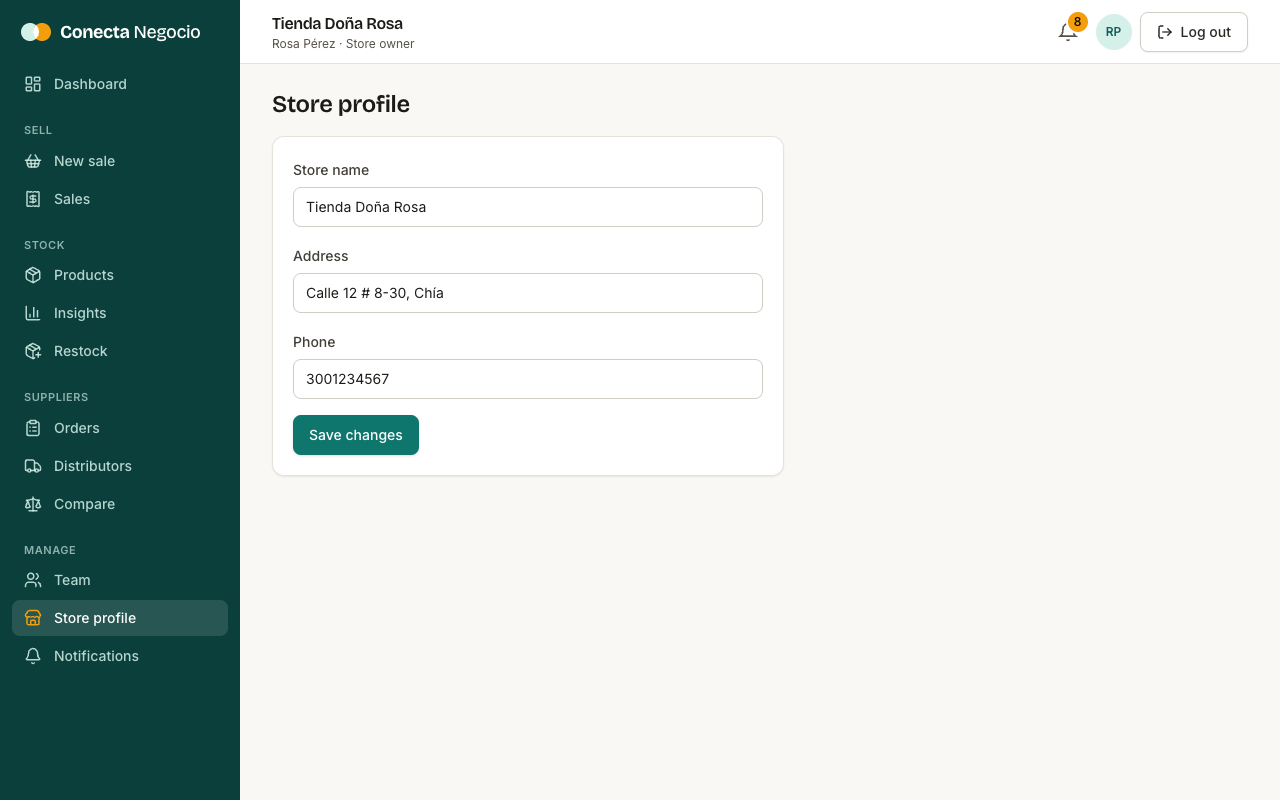 Conecta Negocio
Dashboard
SELL
New sale
Sales
STOCK
Products
Insights
Restock
SUPPLIERS
Orders
Distributors
Compare
MANAGE
Team
Store profile
Notifications
Tienda Doña Rosa
Rosa Pérez · Store owner
8
RP
Log out
Store profile
Store name
Tienda Doña Rosa
Address
Calle 12 # 8-30, Chía
Phone
3001234567
Save changes